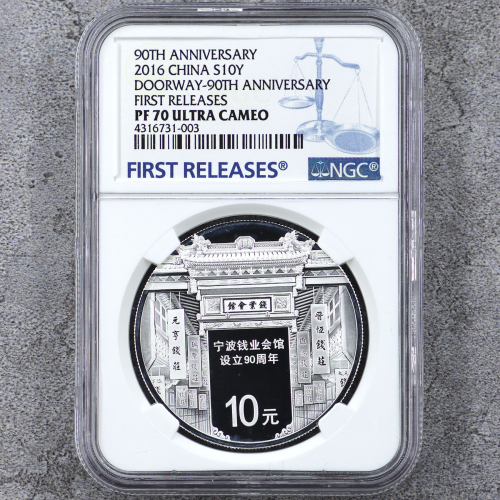 90TH ANNIVERSARY
2016 CHINA S10Y
DOORWAY-90TH ANNIVERSARY
FIRST RELEASES
PF 70 ULTRA CAMEO
4316731-003
FIRST RELEASES®
NGC®
館會業錢
元亨錢莊
晋恒錢莊
宁波钱业会馆
设立90周年
10元